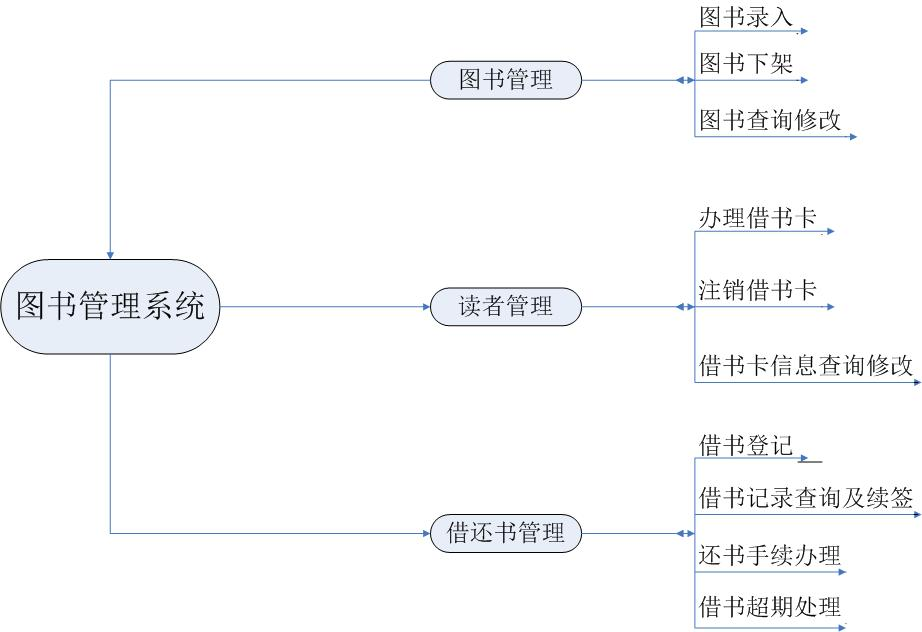 图书管理系统
图书管理
图书录入
图书下架
图书查询修改
读者管理
办理借书卡
注销借书卡
借书卡信息查询修改
借还书管理
借书登记
借书记录查询及续签
还书手续办理
借书超期处理